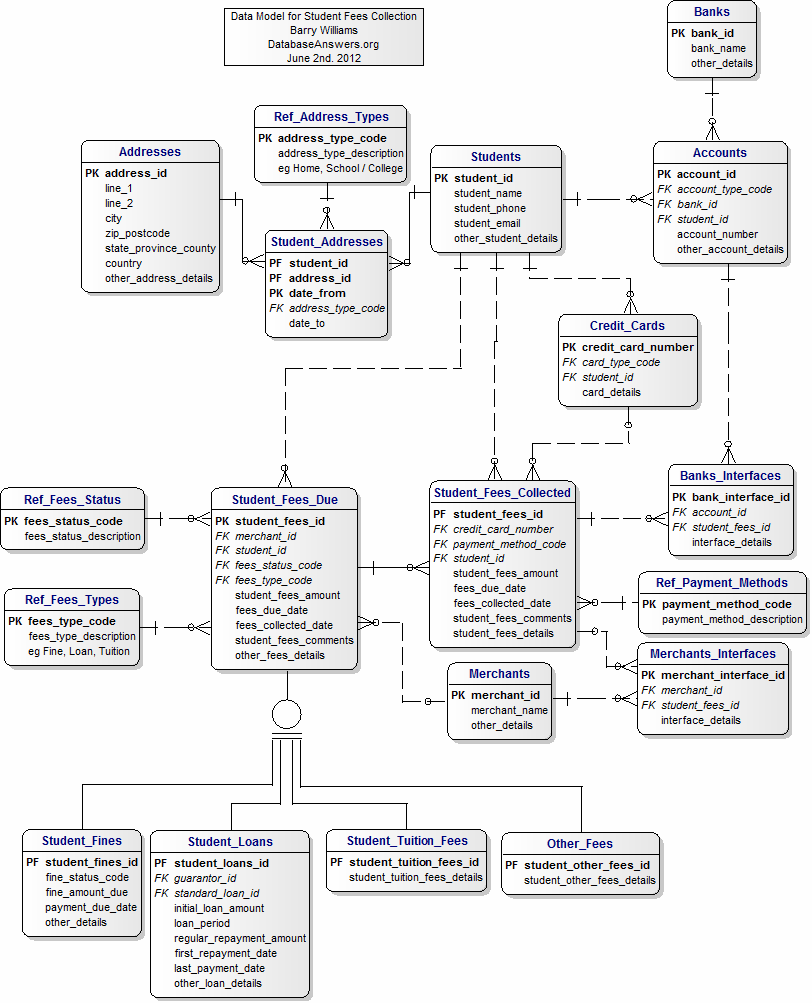 Data Model for Student Fees Collection
Barry Williams
DatabaseAnswers.org
June 2nd. 2012
Banks
PK bank_id
bank_name
other_details
Ref_Address_Types
PK address_type_code
address_type_description
eg Home, School / College
Addresses
PK address_id
line_1
line_2
city
zip_postcode
state_province_county
country
other_address_details
Students
PK student_id
student_name
student_phone
student_email
other_student_details
Accounts
PK account_id
FK account_type_code
FK bank_id
FK student_id
account_number
other_account_details
Student_Addresses
PF student_id
PF address_id
PK date_from
FK address_type_code
date_to
Credit_Cards
PK credit_card_number
FK card_type_code
FK student_id
card_details
Ref_Fees_Status
PK fees_status_code
fees_status_description
Student_Fees_Due
PK student_fees_id
FK merchant_id
FK student_id
FK fees_status_code
FK fees_type_code
student_fees_amount
fees_due_date
fees_collected_date
student_fees_comments
other_fees_details
Student_Fees_Collected
PF student_fees_id
FK credit_card_number
FK payment_method_code
FK student_id
student_fees_amount
fees_due_date
fees_collected_date
student_fees_comments
student_fees_details
Banks_Interfaces
PK bank_interface_id
FK account_id
FK student_fees_id
interface_details
Ref_Fees_Types
PK fees_type_code
fees_type_description
eg Fine, Loan, Tuition
Ref_Payment_Methods
PK payment_method_code
payment_method_description
Merchants
PK merchant_id
merchant_name
other_details
Merchants_Interfaces
PK merchant_interface_id
FK merchant_id
FK student_fees_id
interface_details
Student_Fines
PF student_fines_id
fine_status_code
fine_amount_due
payment_due_date
other_details
Student_Loans
PF student_loans_id
FK guarantor_id
FK standard_loan_id
initial_loan_amount
loan_period
regular_repayment_amount
first_repayment_date
last_payment_date
other_loan_details
Student_Tuition_Fees
PF student_tuition_fees_id
student_tuition_fees_details
Other_Fees
PF student_other_fees_id
student_other_fees_details